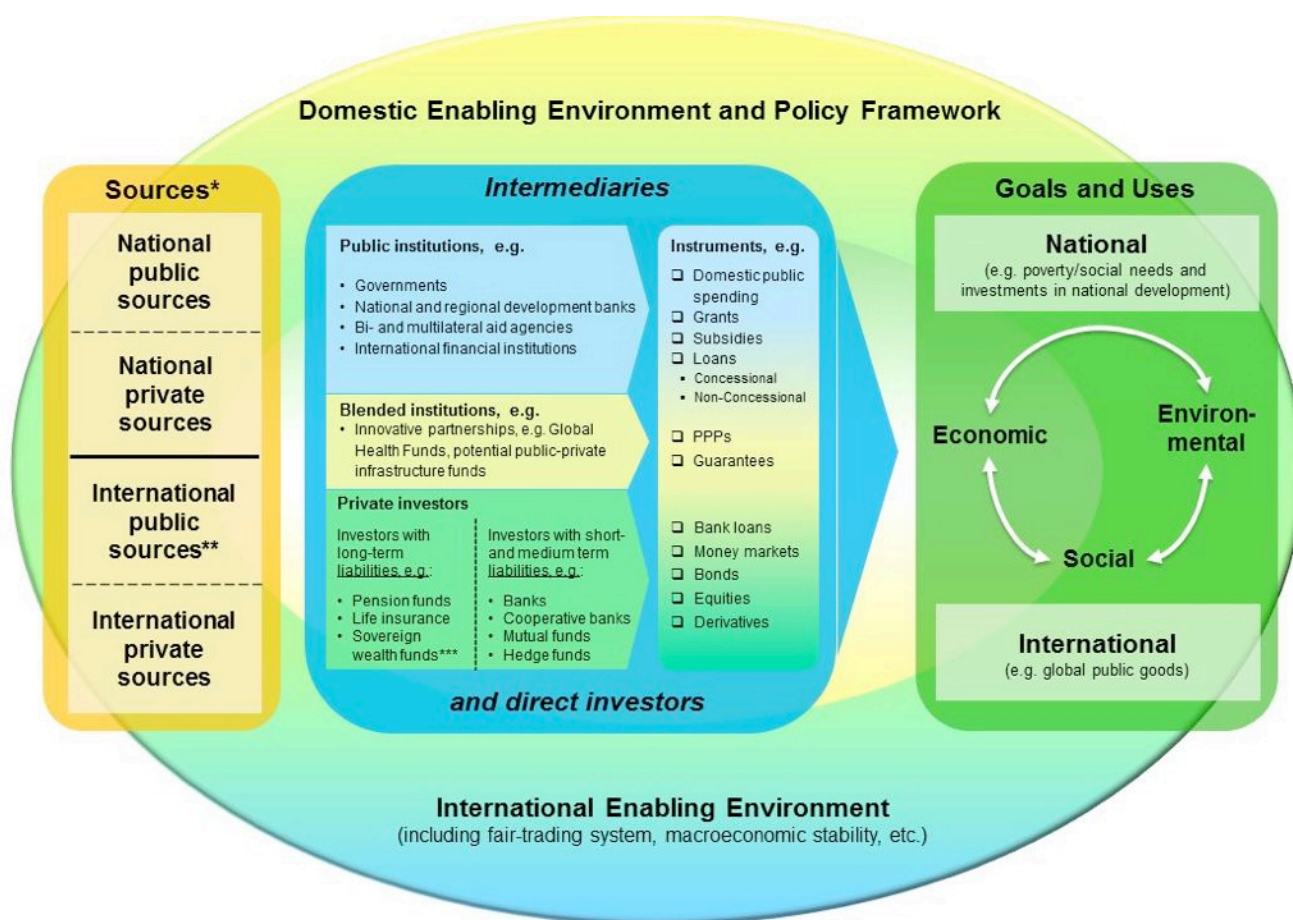 Domestic Enabling Environment and Policy Framework
Sources*
National
public
sources
National
private
sources
International
public
sources**
International
private
sources
Intermediaries
Public institutions, e.g.
• Governments
• National and regional development banks
• Bi- and multilateral aid agencies
• International financial institutions
Blended institutions, e.g.
• Innovative partnerships, e.g. Global
Health Funds, potential public-private
infrastructure funds
Private investors
Investors with
long-term
liabilities, e.g.:
• Pension funds
• Life insurance
• Sovereign
wealth funds***
Investors with short-
and medium term
liabilities, e.g.:
• Banks
• Cooperative banks
• Mutual funds
• Hedge funds
Instruments, e.g.
❑ Domestic public
spending
❑ Grants
❑ Subsidies
❑ Loans
▪ Concessional
▪ Non-Concessional
❑ PPPs
❑ Guarantees
❑ Bank loans
❑ Money markets
❑ Bonds
❑ Equities
❑ Derivatives
and direct investors
Goals and Uses
National
(e.g. poverty/social needs and
investments in national development)
Economic
Environ-
mental
Social
International
(e.g. global public goods)
International Enabling Environment
(including fair-trading system, macroeconomic stability, etc.)